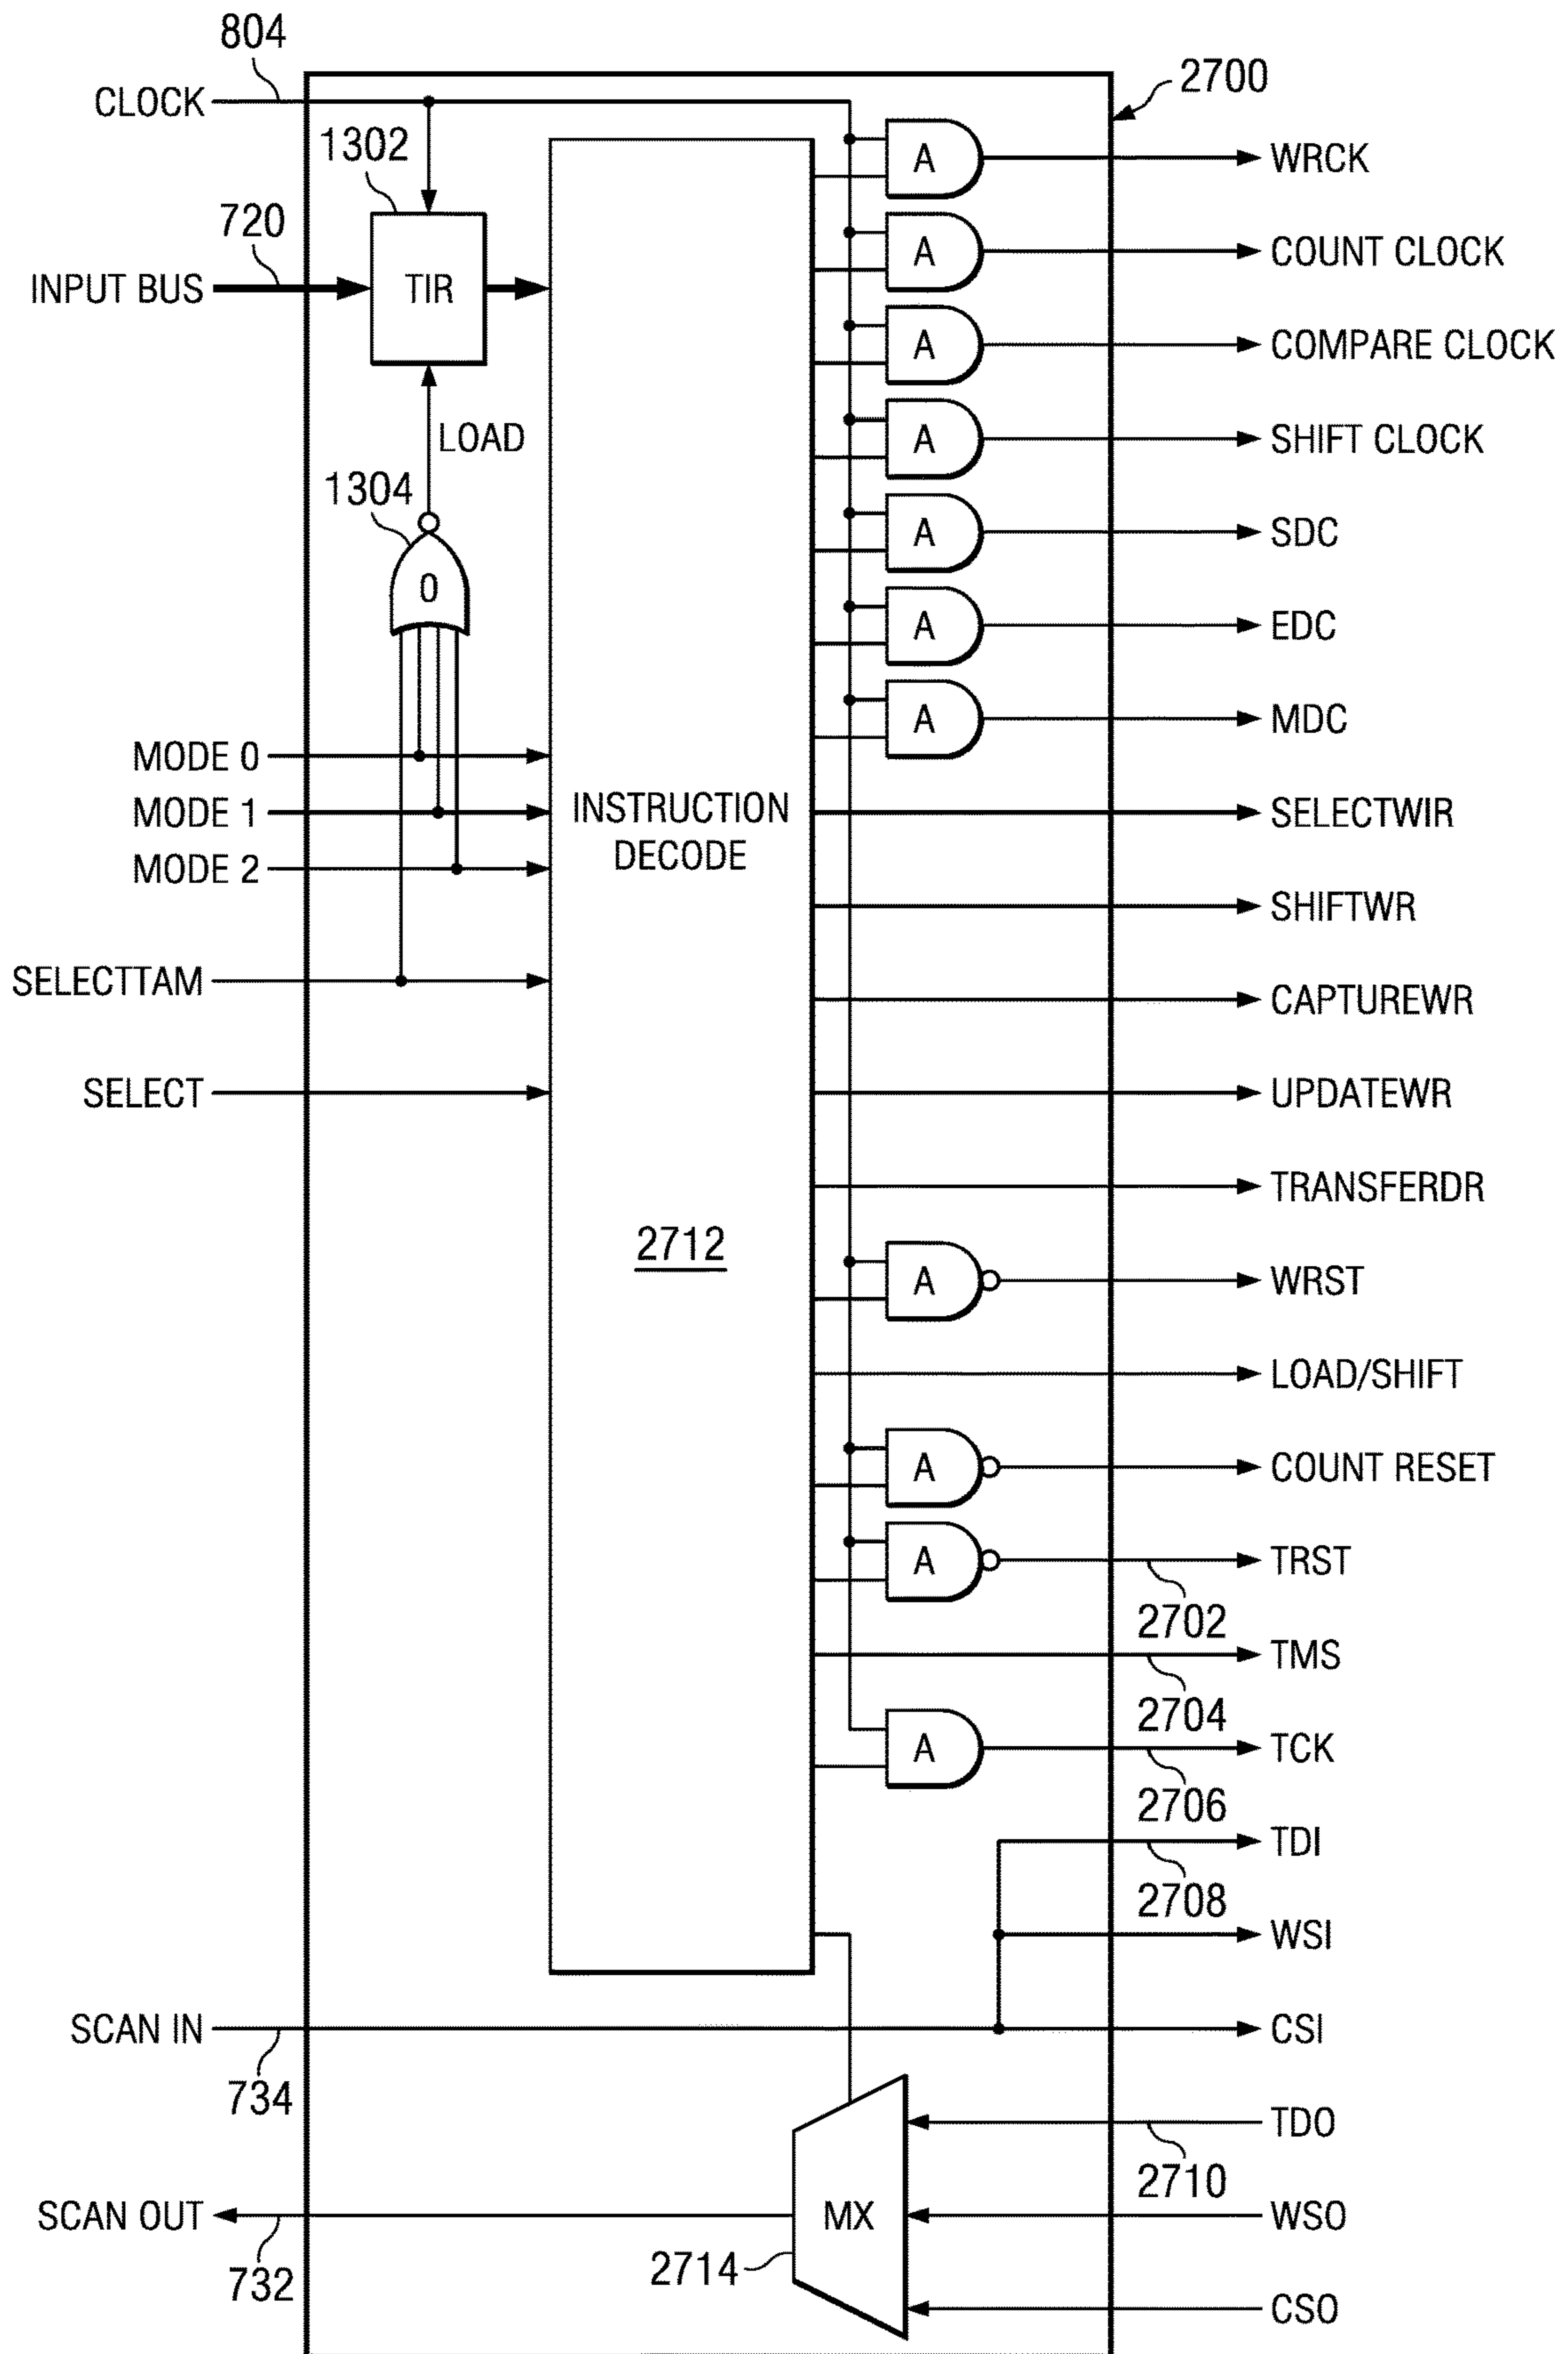 804
CLOCK
2700
1302
A
WRCK
720
A
COUNT CLOCK
INPUT BUS
TIR
A
COMPARE CLOCK
LOAD
A
SHIFT CLOCK
1304
A
SDC
0
A
EDC
A
MDC
MODE 0
MODE 1
INSTRUCTION
DECODE
SELECTWIR
MODE 2
SHIFTWR
SELECTTAM
CAPTUREWR
SELECT
UPDATEWR
TRANSFERDR
2712
A
WRST
LOAD/SHIFT
A
COUNT RESET
A
TRST
2702
TMS
2704
A
TCK
2706
TDI
2708
WSI
SCAN IN
CSI
734
TDO
2710
SCAN OUT
MX
WSO
732
2714
CSO